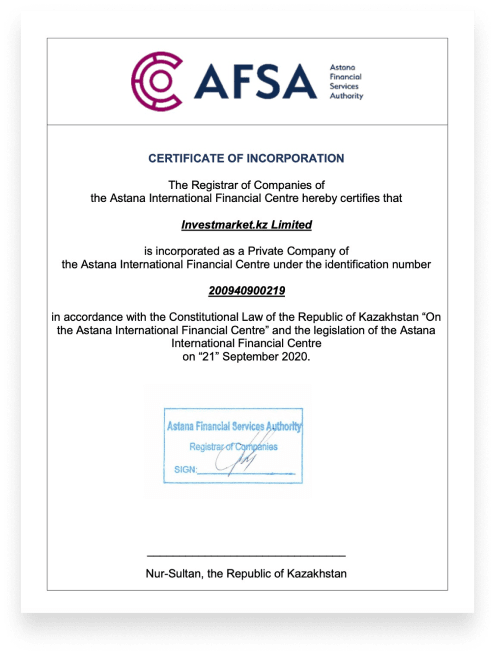 AFSA
Astana
Financial
Services
Authority
CERTIFICATE OF INCORPORATION
The Registrar of Companies of
the Astana International Financial Centre hereby certifies that
Investmarket.kz Limited
is incorporated as a Private Company of
the Astana International Financial Centre under the identification number
200940900219
in accordance with the Constitutional Law of the Republic of Kazakhstan “On
the Astana International Financial Centre” and the legislation of the Astana
International Financial Centre
on “21” September 2020.
Astana Financial Services Authority
Registrar of Companies
SIGN:
Nur-Sultan, the Republic of Kazakhstan